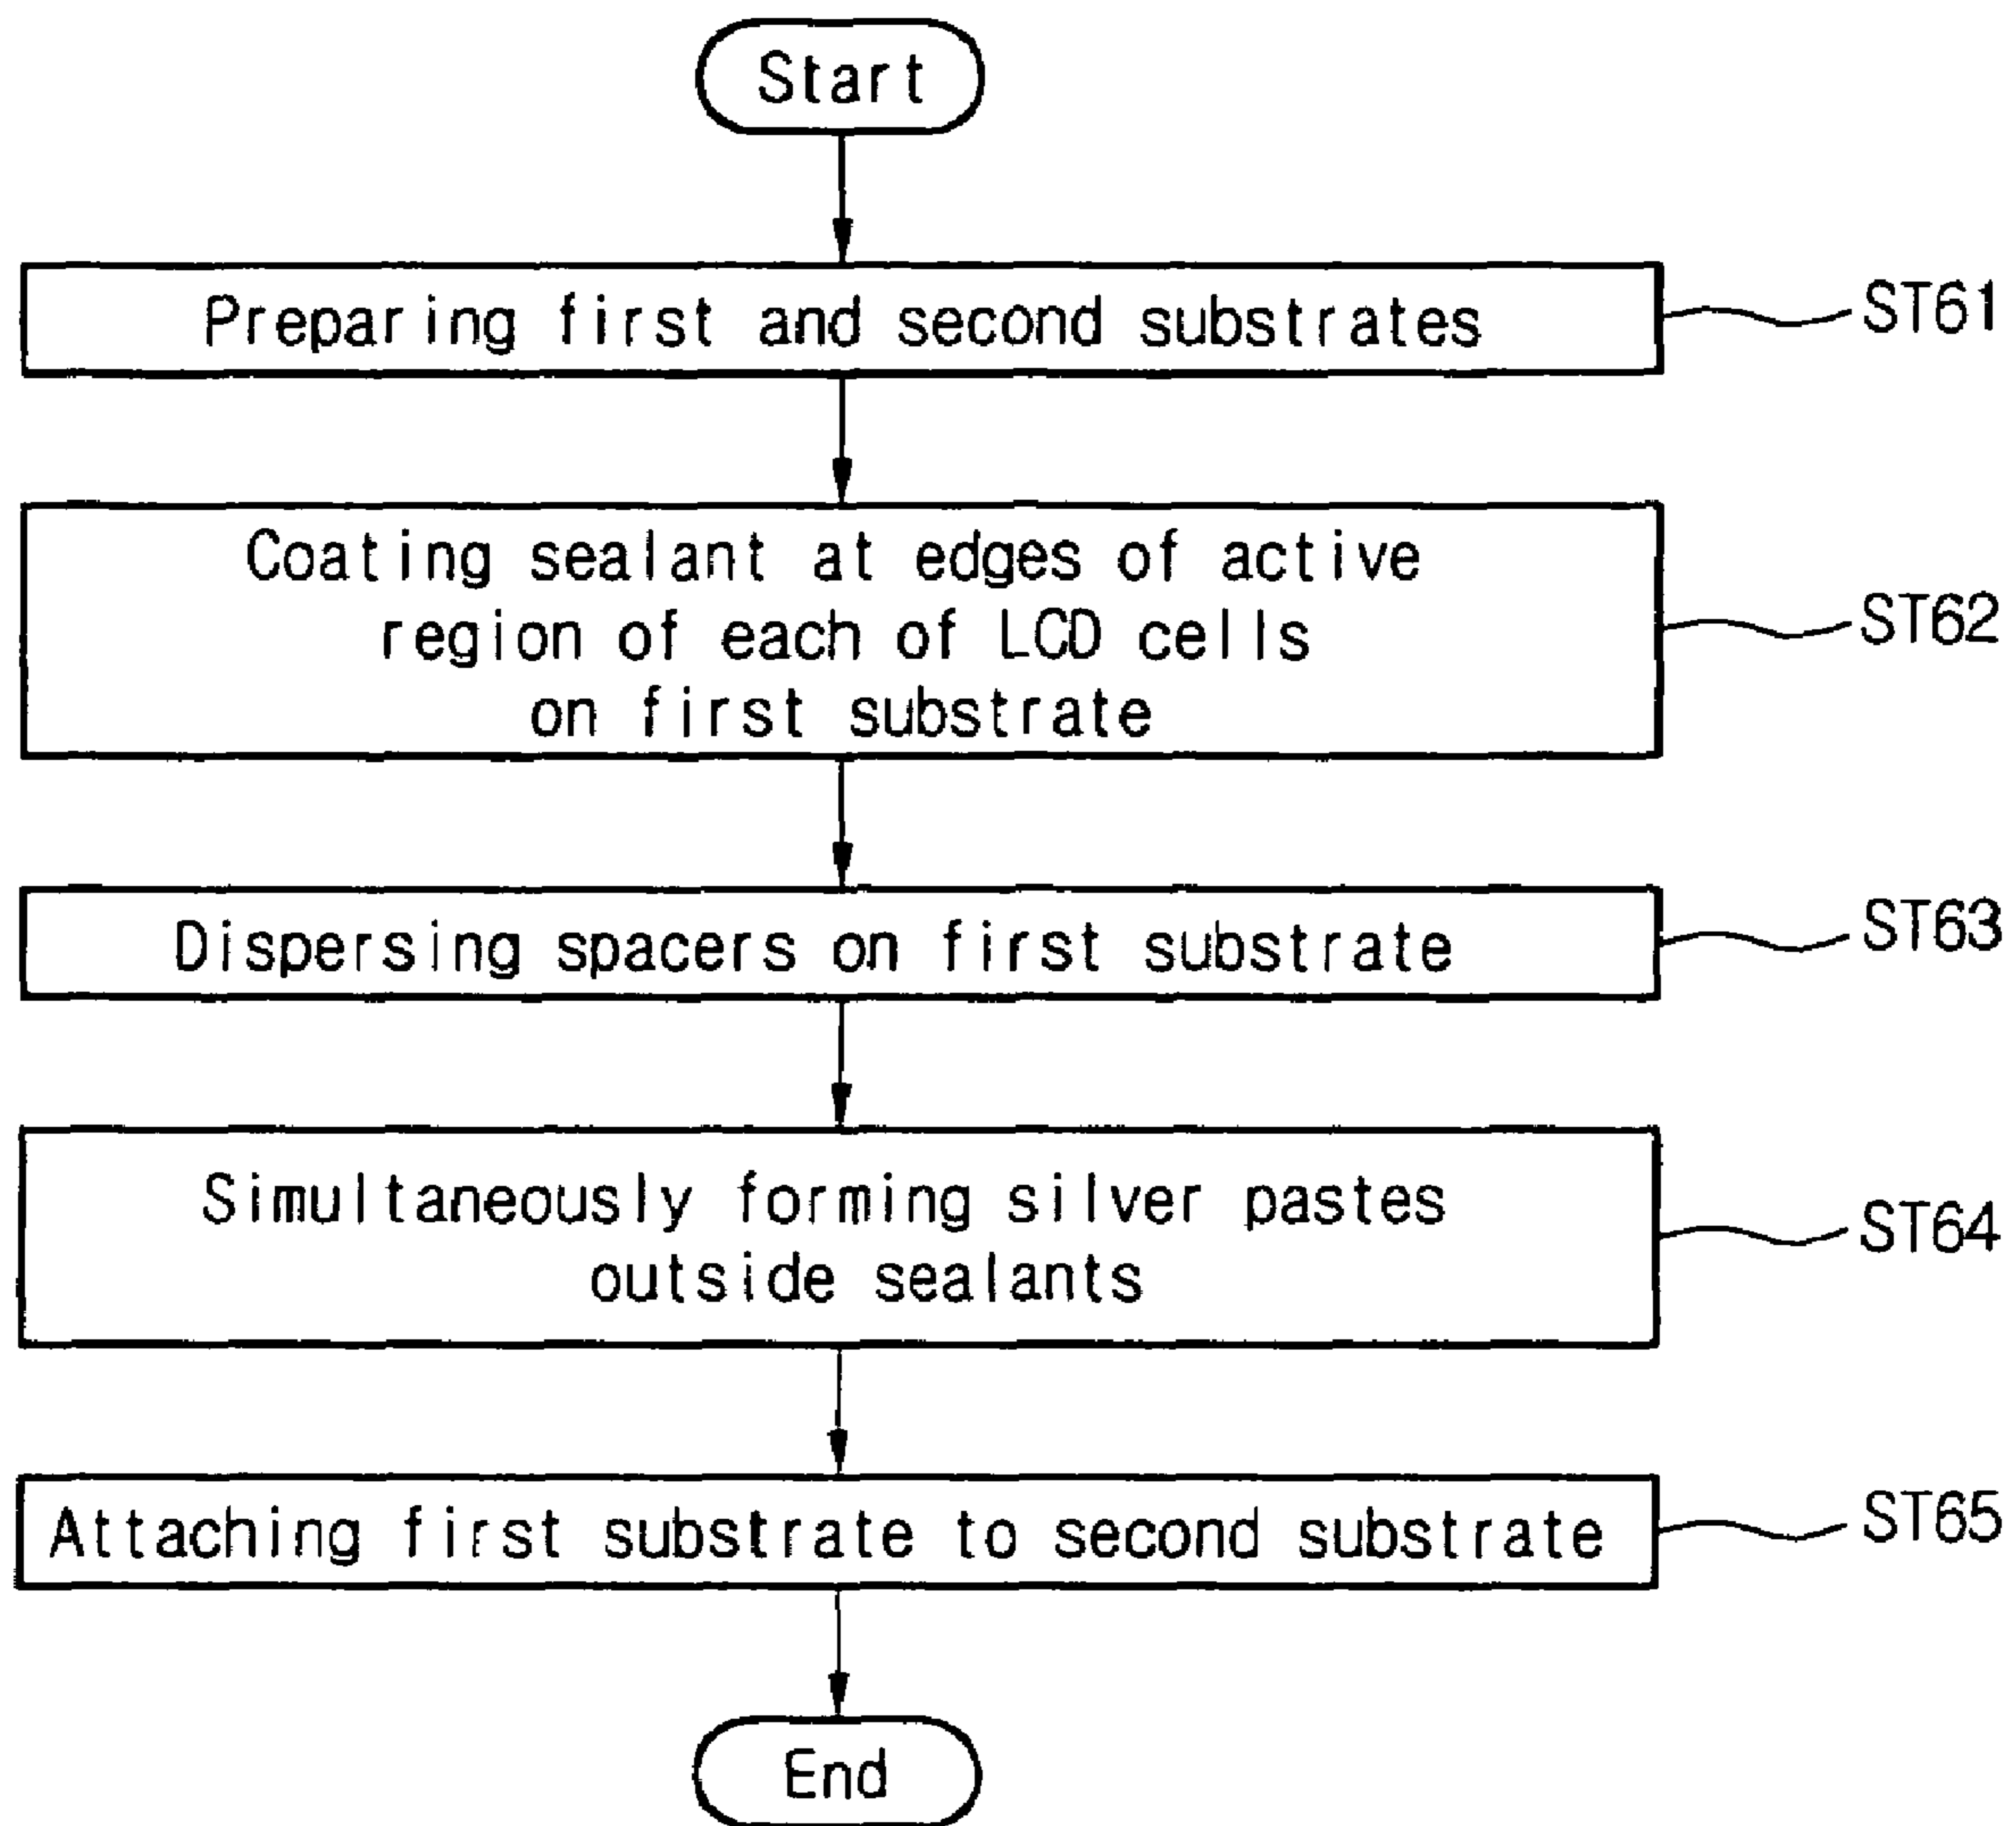 Start
Preparing first and second substrates
ST61
Coating sealant at edges of active
region of each of LCD cells
on first substrate
ST62
Dispersing spacers on first substrate
ST63
Simultaneously forming silver pastes
outside sealants
ST64
Attaching first substrate to second substrate
ST65
End